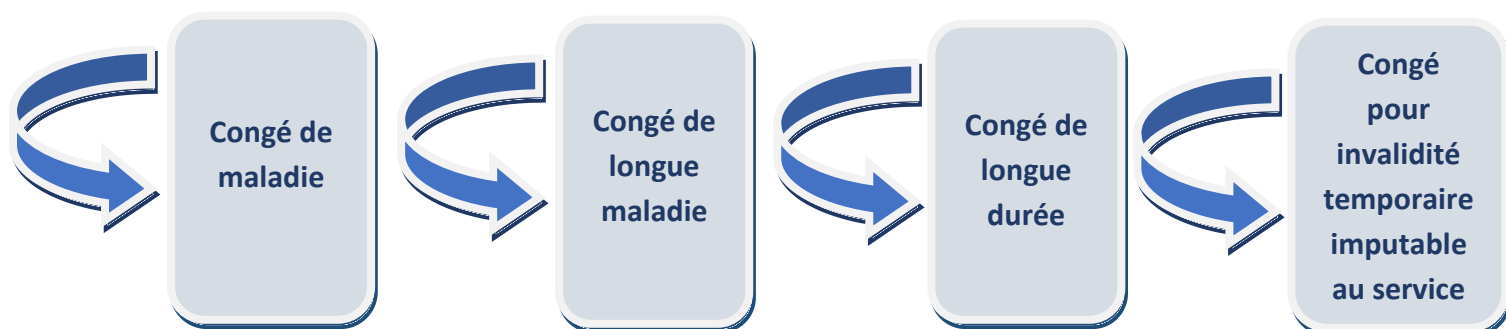 Congé de
maladie
Congé de
longue
maladie
Congé de
longue
durée
Congé
pour
invalidité
temporaire
imputable
au service